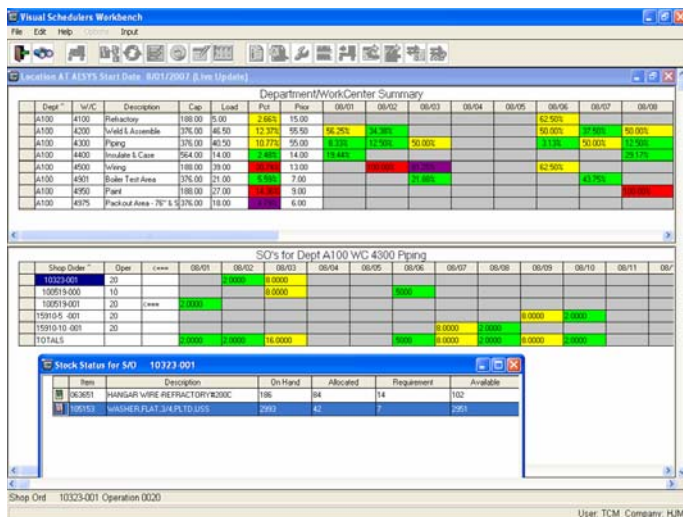 Visual Schedulers Workbench
File Edit Help Options Input
Location AT AESYS Start Date 8/01/2007 (Live Update)
Department/WorkCenter Summary
Dept W/C Description Cap Load Pct Prior 08/01 08/02 08/03 08/04 08/05 08/06 08/07 08/08
A100 4100 Refractory 188.00 5.00 2.66% 15.00 62.50%
A100 4200 Weld & Assemble 376.00 46.50 12.37% 55.50 56.25% 34.38% 50.00% 37.50% 50.00%
A100 4300 Piping 376.00 40.50 10.77% 55.00 8.33% 12.50% 50.00% 3.13% 50.00% 12.50%
A100 4400 Insulate & Case 564.00 14.00 2.48% 14.00 19.44% 29.17%
A100 4500 Wiring 188.00 39.00 13.00 62.50%
A100 4901 Boiler Test Area 376.00 21.00 5.59% 7.00 21.88% 43.75%
A100 4950 Paint 188.00 27.00 9.00
A100 4975 Packout Area - 76" & S 376.00 18.00 6.00
SO's for Dept A100 WC 4300 Piping
Shop Order Oper <=== 08/01 08/02 08/03 08/04 08/05 08/06 08/07 08/08 08/09 08/10 08/11 08/
10323-001 20 2.0000 8.0000
100519-000 10 8.0000 .5000
100519-001 20 <=== 2.0000
15910-5 -001 20 8.0000 2.0000
15910-10 -001 20 8.0000 2.0000
TOTALS 2.0000 2.0000 16.0000 .5000 8.0000 2.0000 8.0000 2.0000
Stock Status for S/O 10323-001
Item Description On Hand Allocated Requirement Available
063651 HANGAR WIRE-REFRACTORY#200C 186 84 14 102
105153 WASHER,FLAT,3/4,PLTD,USS 2993 42 7 2951
Shop Ord 10323-001 Operation 0020
User: TCM Company: HJM